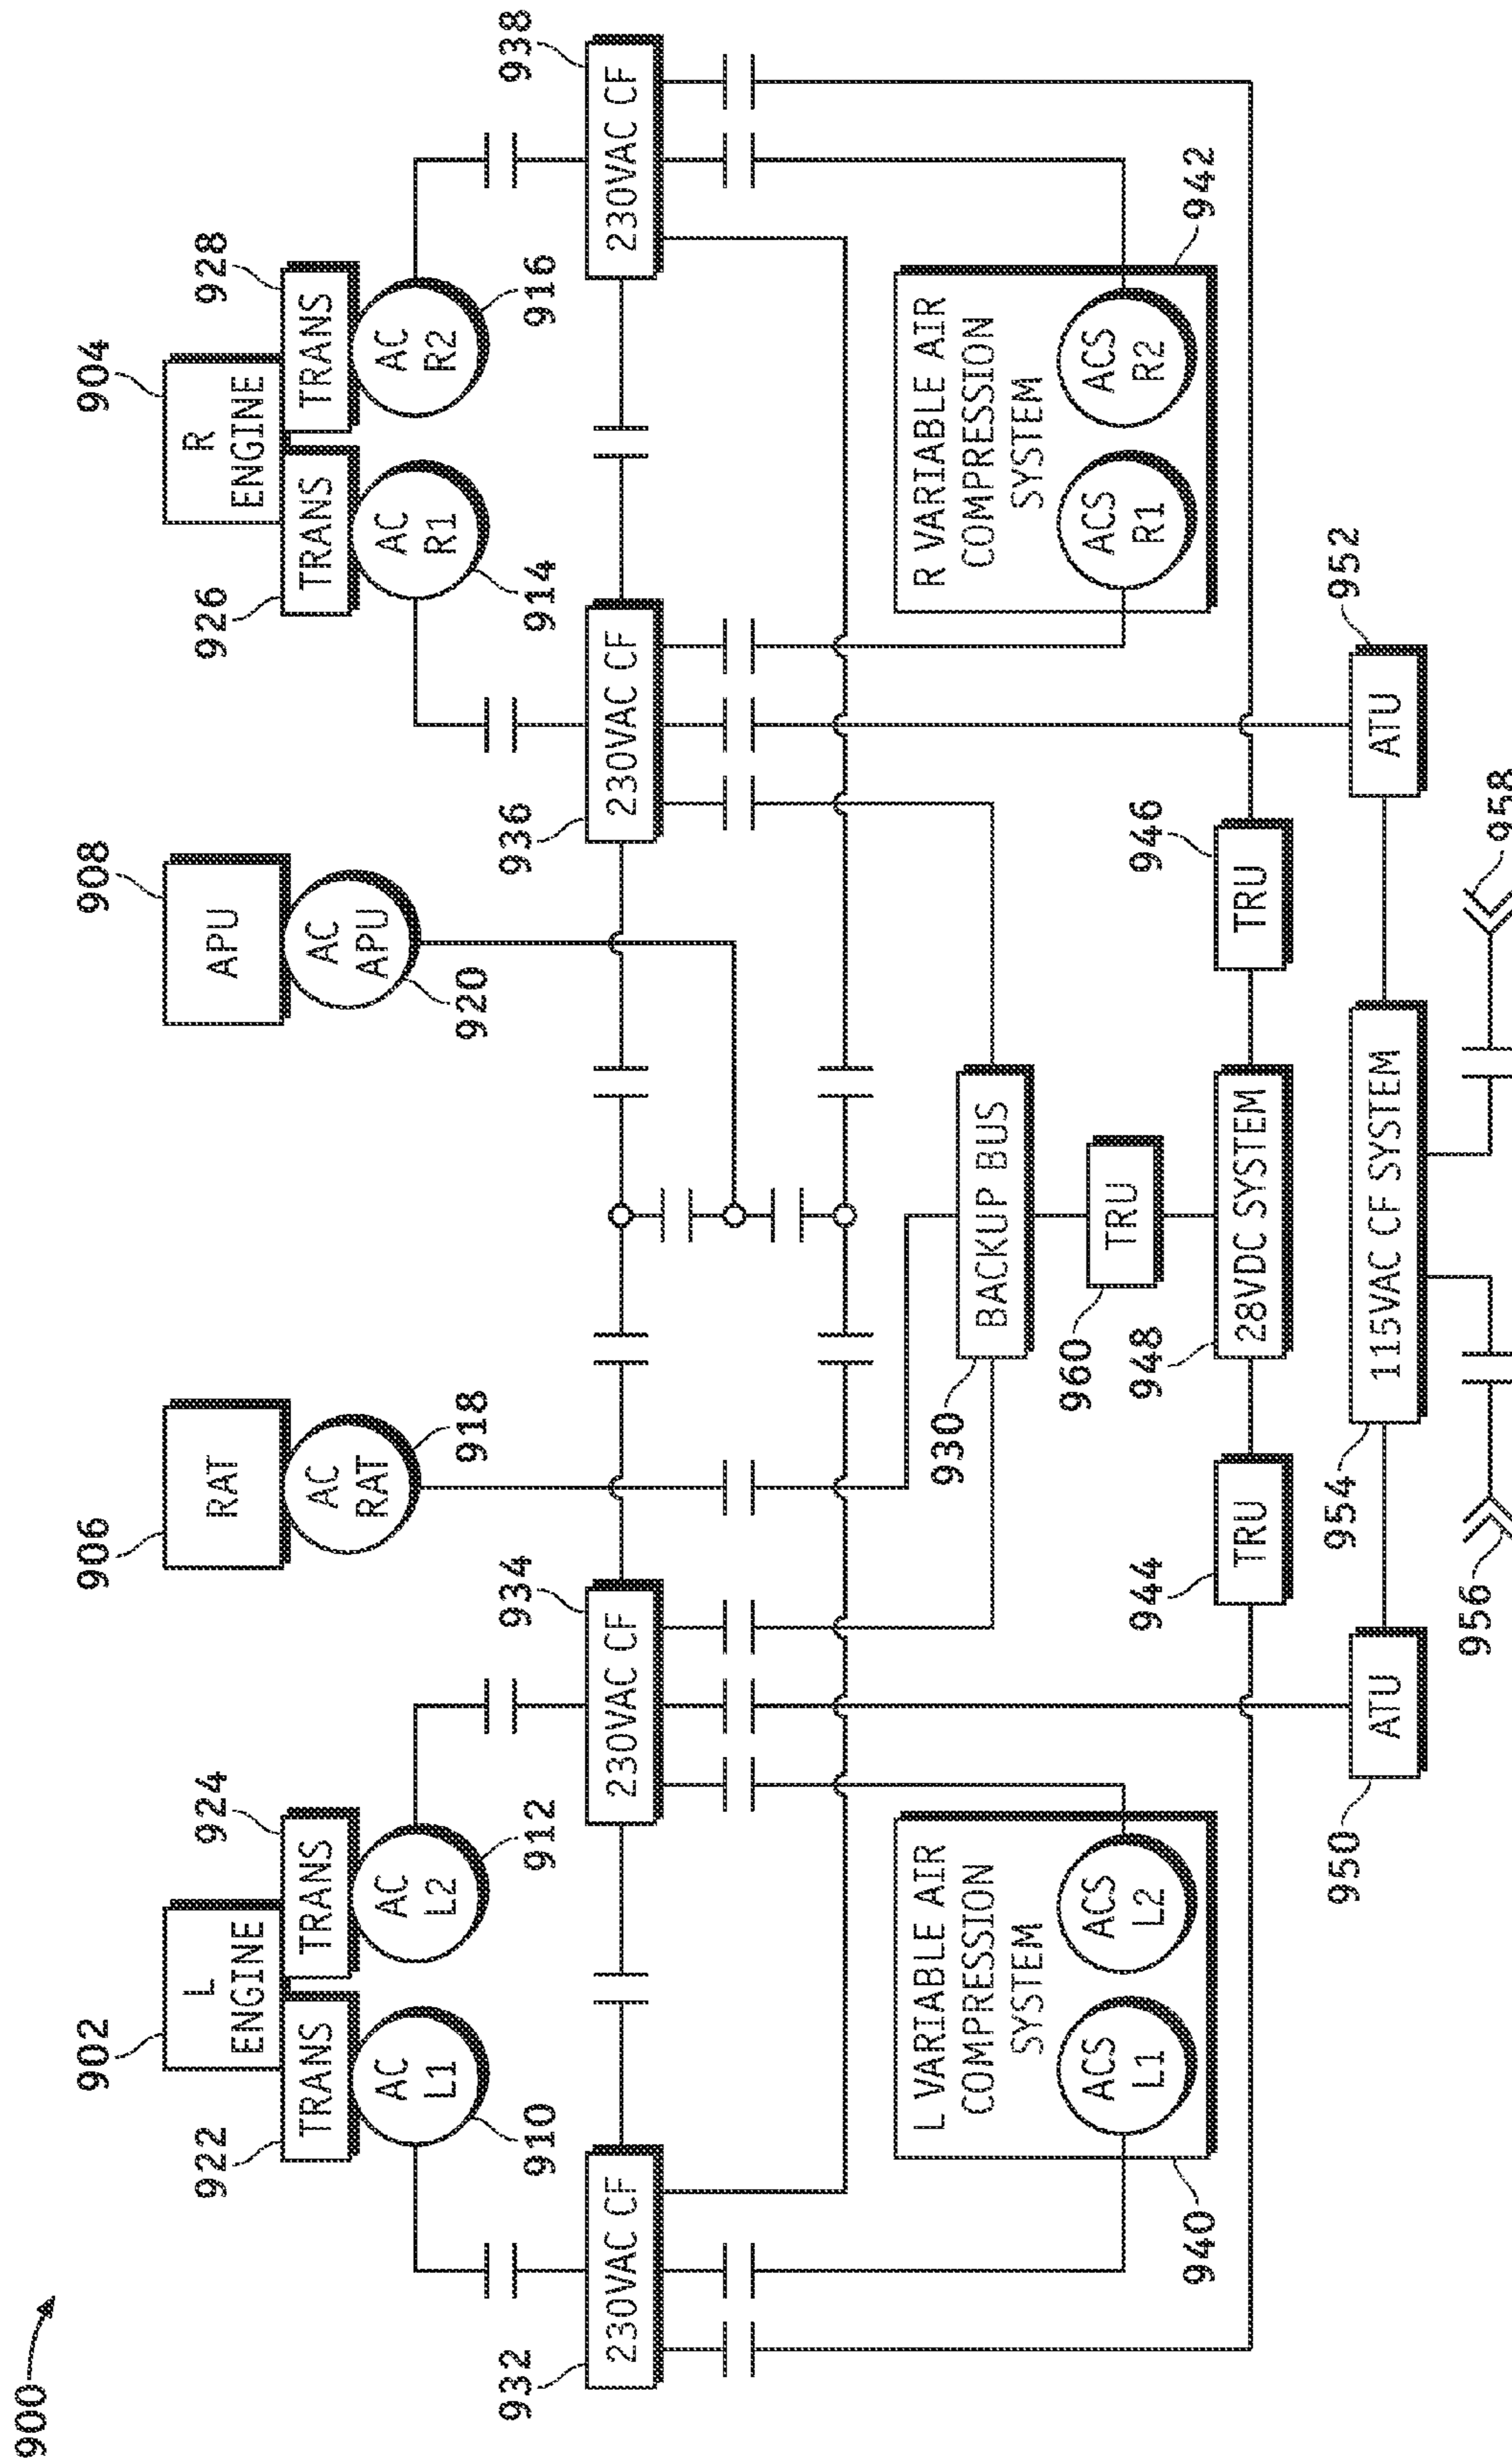 900
902
904
906
908
L
ENGINE
RAT
APU
R
ENGINE
922
924
926
928
TRANS
TRANS
TRANS
TRANS
AC
L1
AC
L2
AC
RAT
AC
APU
AC
R1
AC
R2
910
912
918
920
914
916
932
934
936
938
230VAC CF
230VAC CF
230VAC CF
230VAC CF
L VARIABLE AIR
COMPRESSION
SYSTEM
ACS
L1
ACS
L2
940
R VARIABLE AIR
COMPRESSION
SYSTEM
ACS
R1
ACS
R2
942
BACKUP BUS
930
TRU
960
944
TRU
948
28VDC SYSTEM
946
TRU
ATU
950
115VAC CF SYSTEM
954
ATU
952
956
958